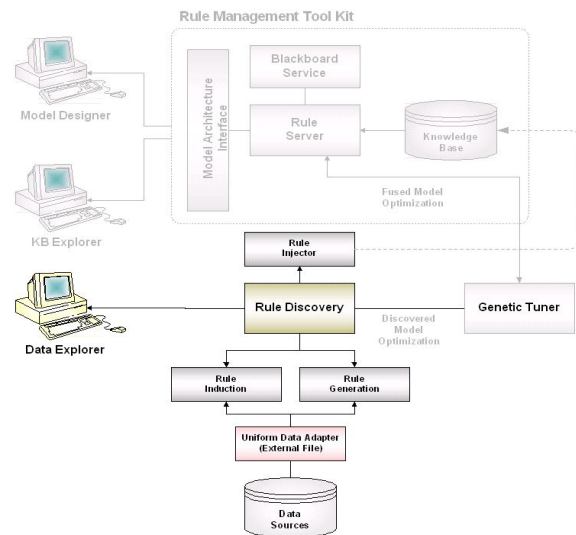 Rule Management Tool Kit
Model Designer
KB Explorer
Model Architecture
Interface
Blackboard
Service
Rule
Server
Knowledge
Base
Fused Model
Optimization
Rule
Injector
Data Explorer
Rule Discovery
Discovered
Model
Optimization
Genetic Tuner
Rule
Induction
Rule
Generation
Uniform Data Adapter
(External File)
Data
Sources